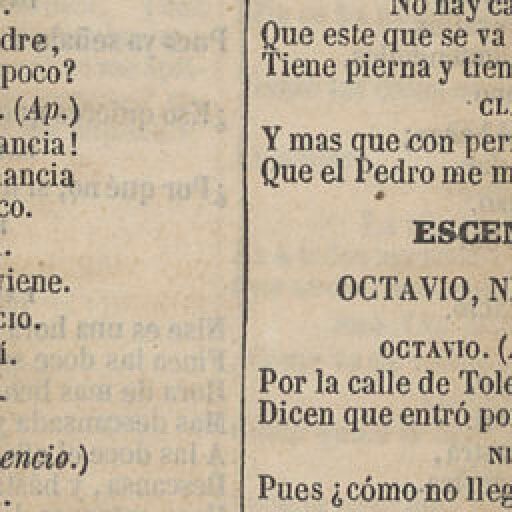 dre,
poco?
. (Ap.)
ancia!
ancia
co.
viene.
CIO.
í.
encio.)
No hay ca
Que este que se va
Tiene pierna y tien
CL
Y mas que con per
Que el Pedro me m
ESCEN
OCTAVIO, N
OCTAVIO. (
Por la calle de Tole
Dicen que entró po
NI
Pues ¿cómo no lleg